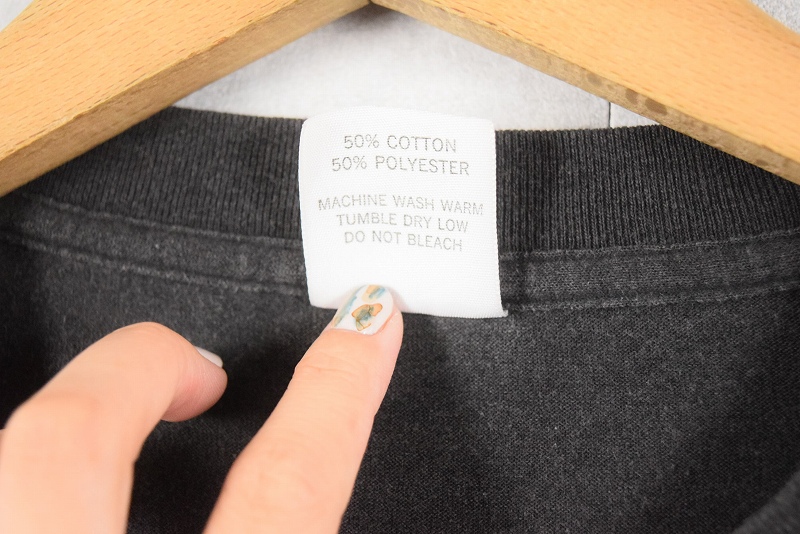 50% COTTON
50% POLYESTER
MACHINE WASH WARM
TUMBLE DRY LOW
DO NOT BLEACH